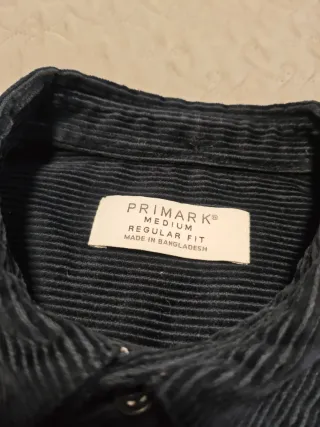 PRIMARK®
MEDIUM
REGULAR FIT
MADE IN BANGLADESH